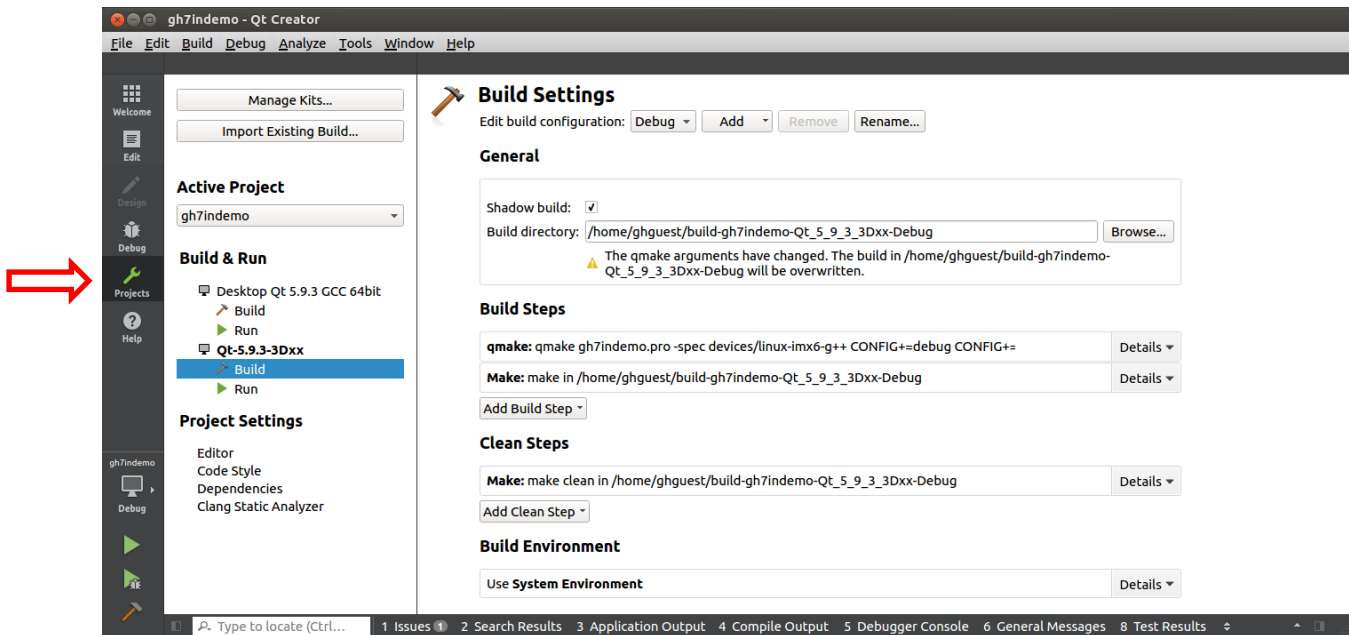 gh7indemo - Qt Creator
File Edit Build Debug Analyze Tools Window Help
Welcome
Edit
Design
Debug
Projects
Help
gh7indemo
Debug
Manage Kits...
Import Existing Build...
Active Project
gh7indemo
Build & Run
Desktop Qt 5.9.3 GCC 64bit
Build
Run
Qt-5.9.3-3Dxx
Build
Run
Project Settings
Editor
Code Style
Dependencies
Clang Static Analyzer
Build Settings
Edit build configuration: Debug Add Remove Rename...
General
Shadow build:
Build directory: /home/ghguest/build-gh7indemo-Qt_5_9_3_3Dxx-Debug Browse...
The qmake arguments have changed. The build in /home/ghguest/build-gh7indemo-
Qt_5_9_3_3Dxx-Debug will be overwritten.
Build Steps
qmake: qmake gh7indemo.pro -spec devices/linux-imx6-g++ CONFIG+=debug CONFIG+= Details
Make: make in /home/ghguest/build-gh7indemo-Qt_5_9_3_3Dxx-Debug Details
Add Build Step
Clean Steps
Make: make clean in /home/ghguest/build-gh7indemo-Qt_5_9_3_3Dxx-Debug Details
Add Clean Step
Build Environment
Use System Environment Details
Type to locate (Ctrl... 1 Issues 1 2 Search Results 3 Application Output 4 Compile Output 5 Debugger Console 6 General Messages 8 Test Results